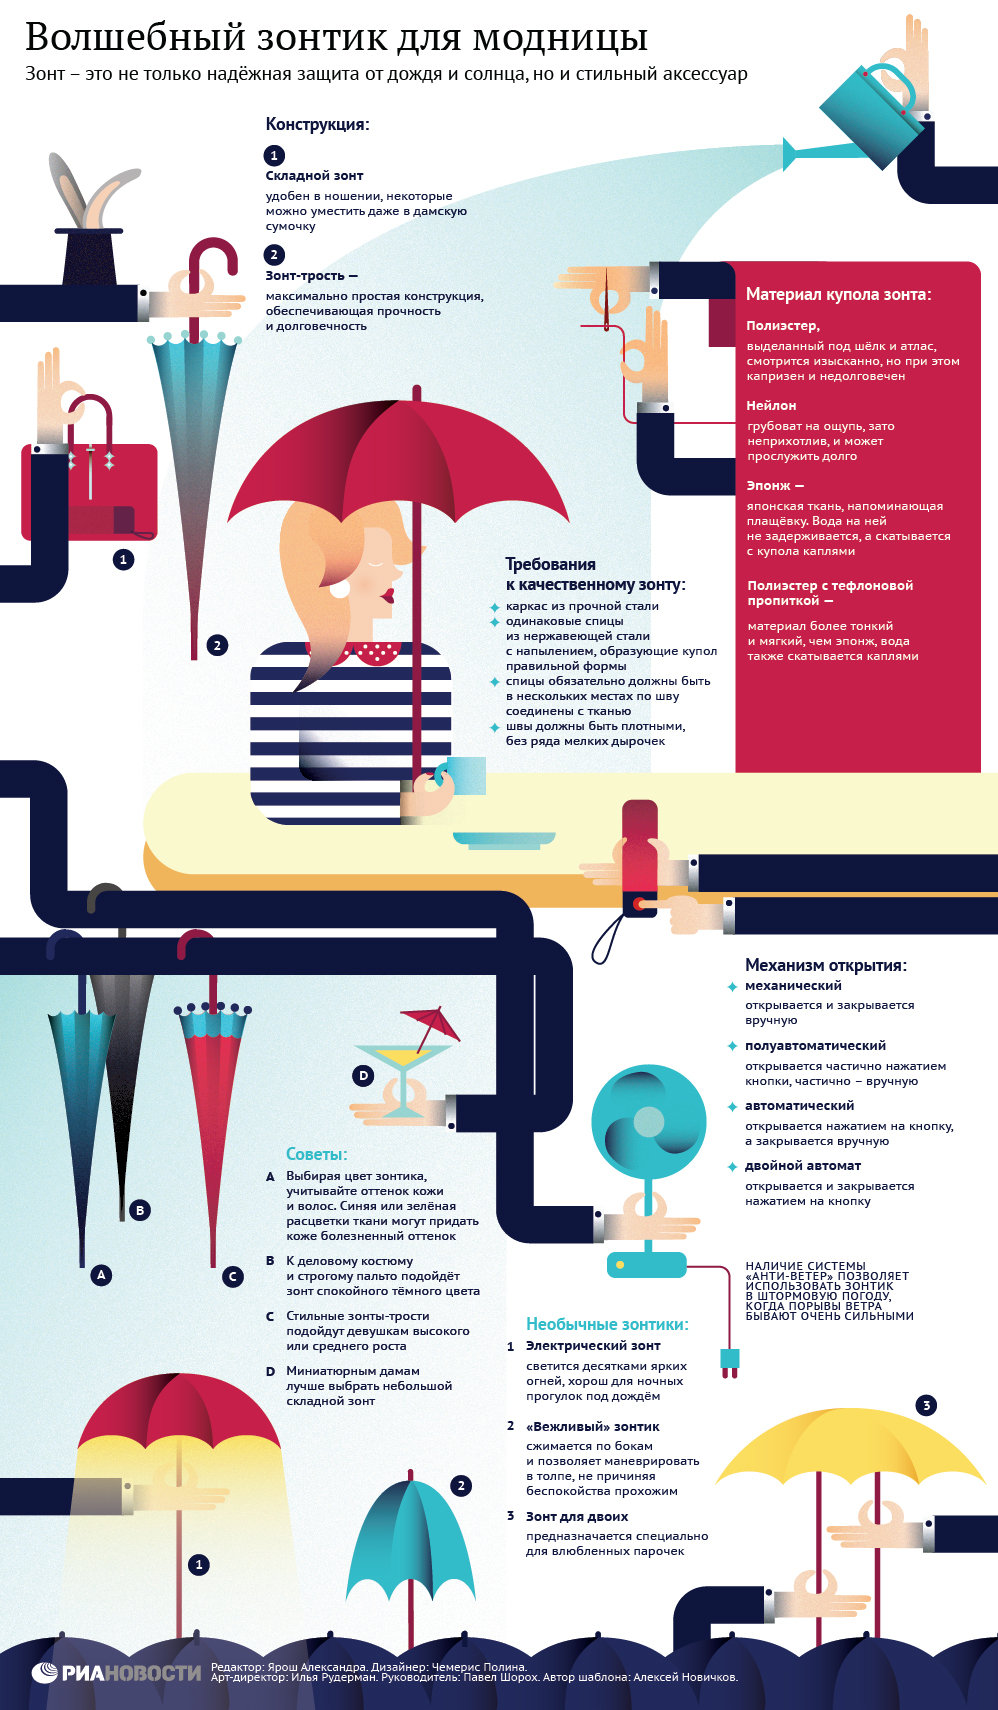 Волшебный зонтик для модницы
Зонт – это не только надёжная защита от дождя и солнца, но и стильный аксессуар
Конструкция:
1
Складной зонт
удобен в ношении, некоторые
можно уместить даже в дамскую
сумочку
2
Зонт-трость —
максимально простая конструкция,
обеспечивающая прочность
и долговечность
1
2
Материал купола зонта:
Полиэстер,
выделанный под шёлк и атлас,
смотрится изысканно, но при этом
капризен и недолговечен
Нейлон
грубоват на ощупь, зато
неприхотлив, и может
прослужить долго
Эпонж —
японская ткань, напоминающая
плащёвку. Вода на ней
не задерживается, а скатывается
с купола каплями
Полиэстер с тефлоновой
пропиткой —
материал более тонкий
и мягкий, чем эпонж, вода
также скатывается каплями
Требования
к качественному зонту:
каркас из прочной стали
одинаковые спицы
из нержавеющей стали
с напылением, образующие купол
правильной формы
спицы обязательно должны быть
в нескольких местах по шву
соединены с тканью
швы должны быть плотными,
без ряда мелких дырочек
Механизм открытия:
механический
открывается и закрывается
вручную
полуавтоматический
открывается частично нажатием
кнопки, частично – вручную
автоматический
открывается нажатием на кнопку,
а закрывается вручную
двойной автомат
открывается и закрывается
нажатием на кнопку
НАЛИЧИЕ СИСТЕМЫ
«АНТИ-ВЕТЕР» ПОЗВОЛЯЕТ
ИСПОЛЬЗОВАТЬ ЗОНТИК
В ШТОРМОВУЮ ПОГОДУ,
КОГДА ПОРЫВЫ ВЕТРА
БЫВАЮТ ОЧЕНЬ СИЛЬНЫМИ
D
B
A
C
Советы:
A Выбирая цвет зонтика,
учитывайте оттенок кожи
и волос. Синяя или зелёная
расцветки ткани могут придать
коже болезненный оттенок
B К деловому костюму
и строгому пальто подойдёт
зонт спокойного тёмного цвета
C Стильные зонты-трости
подойдут девушкам высокого
или среднего роста
D Миниатюрным дамам
лучше выбрать небольшой
складной зонт
Необычные зонтики:
1 Электрический зонт
светится десятками ярких
огней, хорош для ночных
прогулок под дождём
2 «Вежливый» зонтик
сжимается по бокам
и позволяет маневрировать
в толпе, не причиняя
беспокойства прохожим
3 Зонт для двоих
предназначается специально
для влюбленных парочек
1
2
3
РИАНОВОСТИ
Редактор: Ярош Александра. Дизайнер: Чемерис Полина.
Арт-директор: Илья Рудерман. Руководитель: Павел Шорох. Автор шаблона: Алексей Новичков.